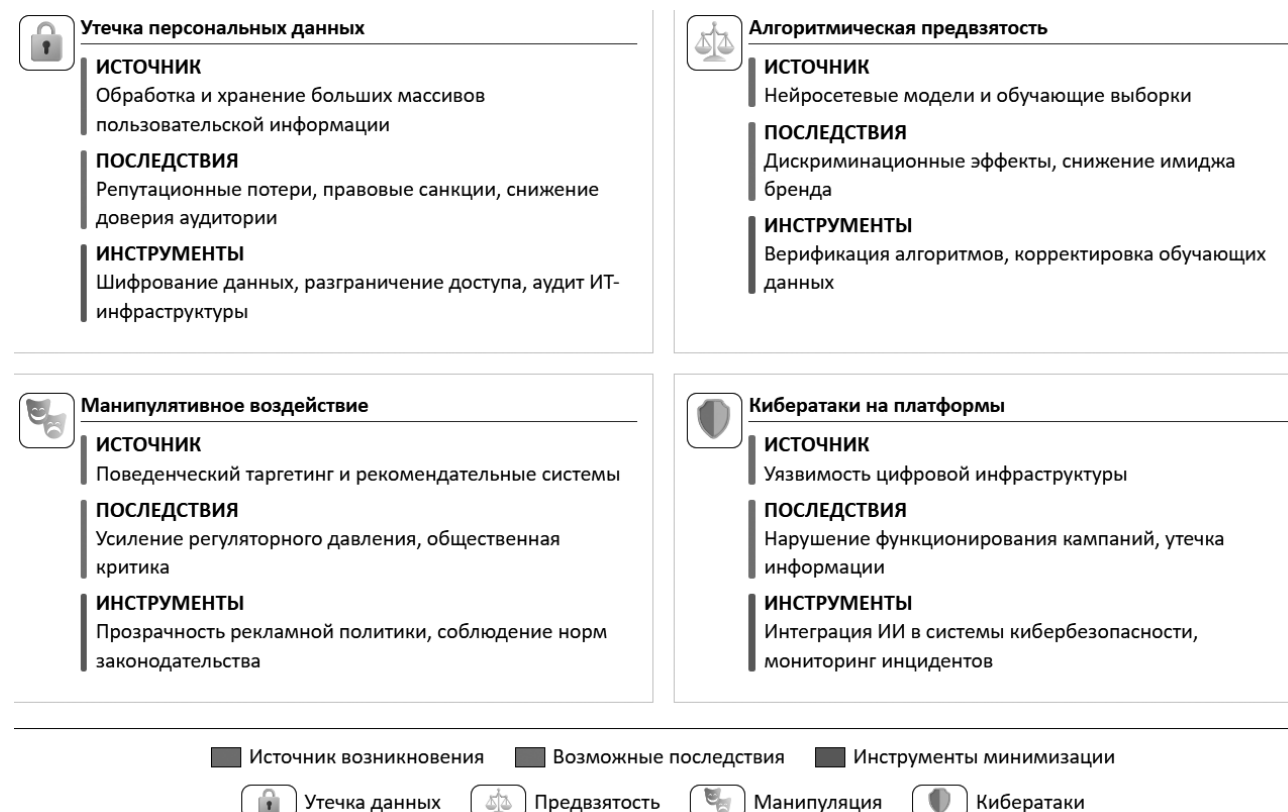 Утечка персональных данных
ИСТОЧНИК
Обработка и хранение больших массивов
пользовательской информации
ПОСЛЕДСТВИЯ
Репутационные потери, правовые санкции, снижение
доверия аудитории
ИНСТРУМЕНТЫ
Шифрование данных, разграничение доступа, аудит ИТ-
инфраструктуры
Алгоритмическая предвзятость
ИСТОЧНИК
Нейросетевые модели и обучающие выборки
ПОСЛЕДСТВИЯ
Дискриминационные эффекты, снижение имиджа
бренда
ИНСТРУМЕНТЫ
Верификация алгоритмов, корректировка обучающих
данных
Манипулятивное воздействие
ИСТОЧНИК
Поведенческий таргетинг и рекомендательные системы
ПОСЛЕДСТВИЯ
Усиление регуляторного давления, общественная
критика
ИНСТРУМЕНТЫ
Прозрачность рекламной политики, соблюдение норм
законодательства
Кибератаки на платформы
ИСТОЧНИК
Уязвимость цифровой инфраструктуры
ПОСЛЕДСТВИЯ
Нарушение функционирования кампаний, утечка
информации
ИНСТРУМЕНТЫ
Интеграция ИИ в системы кибербезопасности,
мониторинг инцидентов
Источник возникновения Возможные последствия Инструменты минимизации
Утечка данных Предвзятость Манипуляция Кибератаки